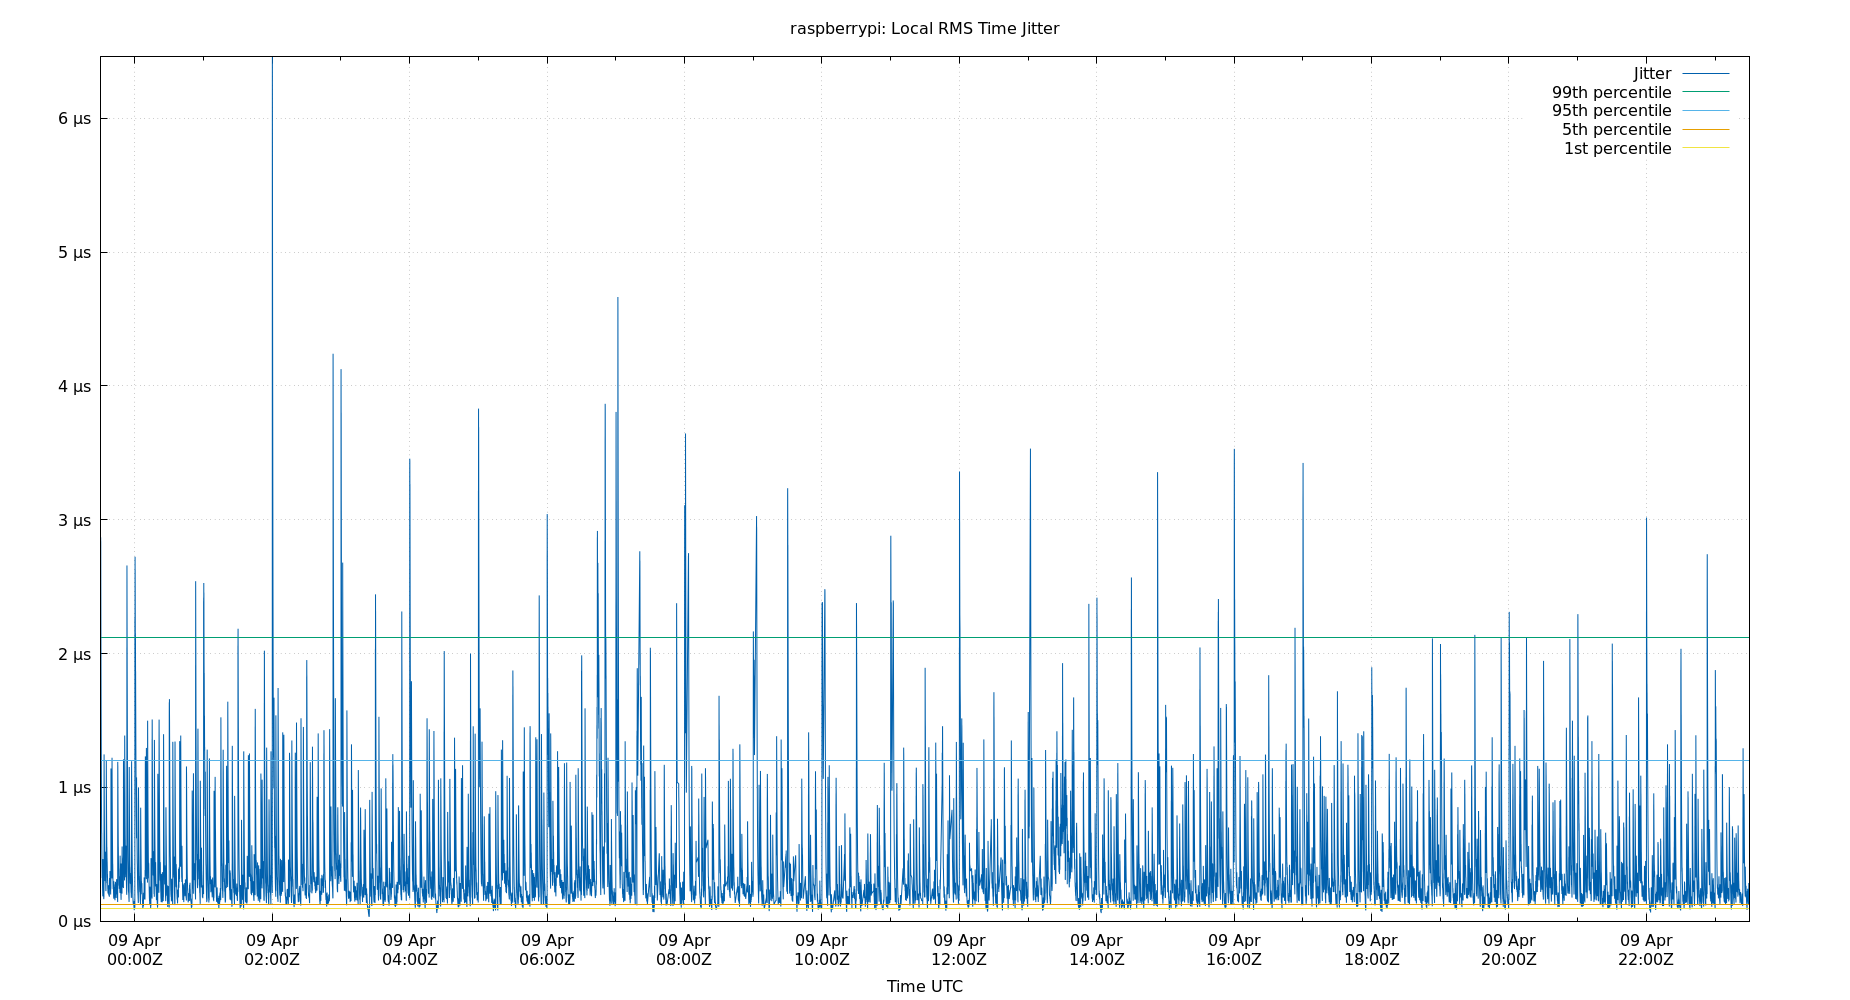 raspberrypi: Local RMS Time Jitter
Jitter
99th percentile
95th percentile
5th percentile
1st percentile
6 µs
5 µs
4 µs
3 µs
2 µs
1 µs
0 µs
09 Apr 09 Apr 09 Apr 09 Apr 09 Apr 09 Apr 09 Apr 09 Apr 09 Apr 09 Apr 09 Apr 09 Apr
00:00Z 02:00Z 04:00Z 06:00Z 08:00Z 10:00Z 12:00Z 14:00Z 16:00Z 18:00Z 20:00Z 22:00Z
Time UTC